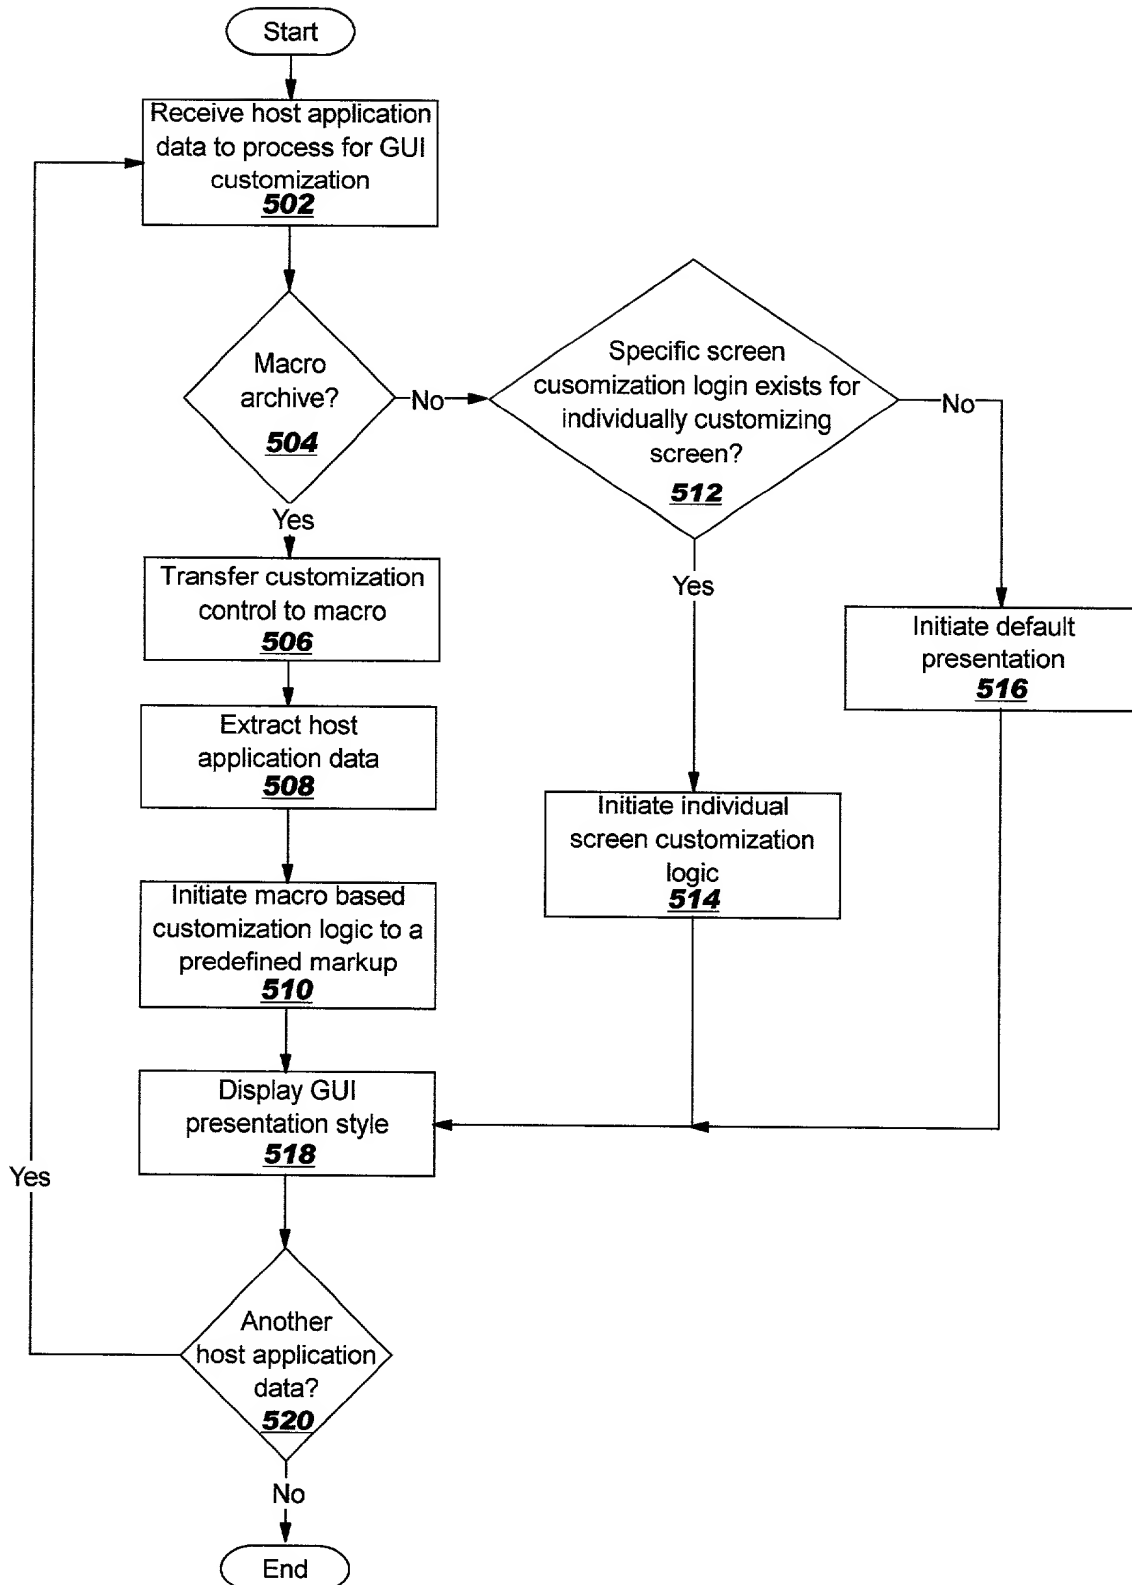 Start
Receive host application
data to process for GUI
customization
502
Macro
archive?
504
No
Specific screen
cusomization login exists for
individually customizing
screen?
512
No
Yes
Transfer customization
control to macro
506
Yes
Initiate default
presentation
516
Extract host
application data
508
Initiate individual
screen customization
logic
514
Initiate macro based
customization logic to a
predefined markup
510
Display GUI
presentation style
518
Yes
Another
host application
data?
520
No
End